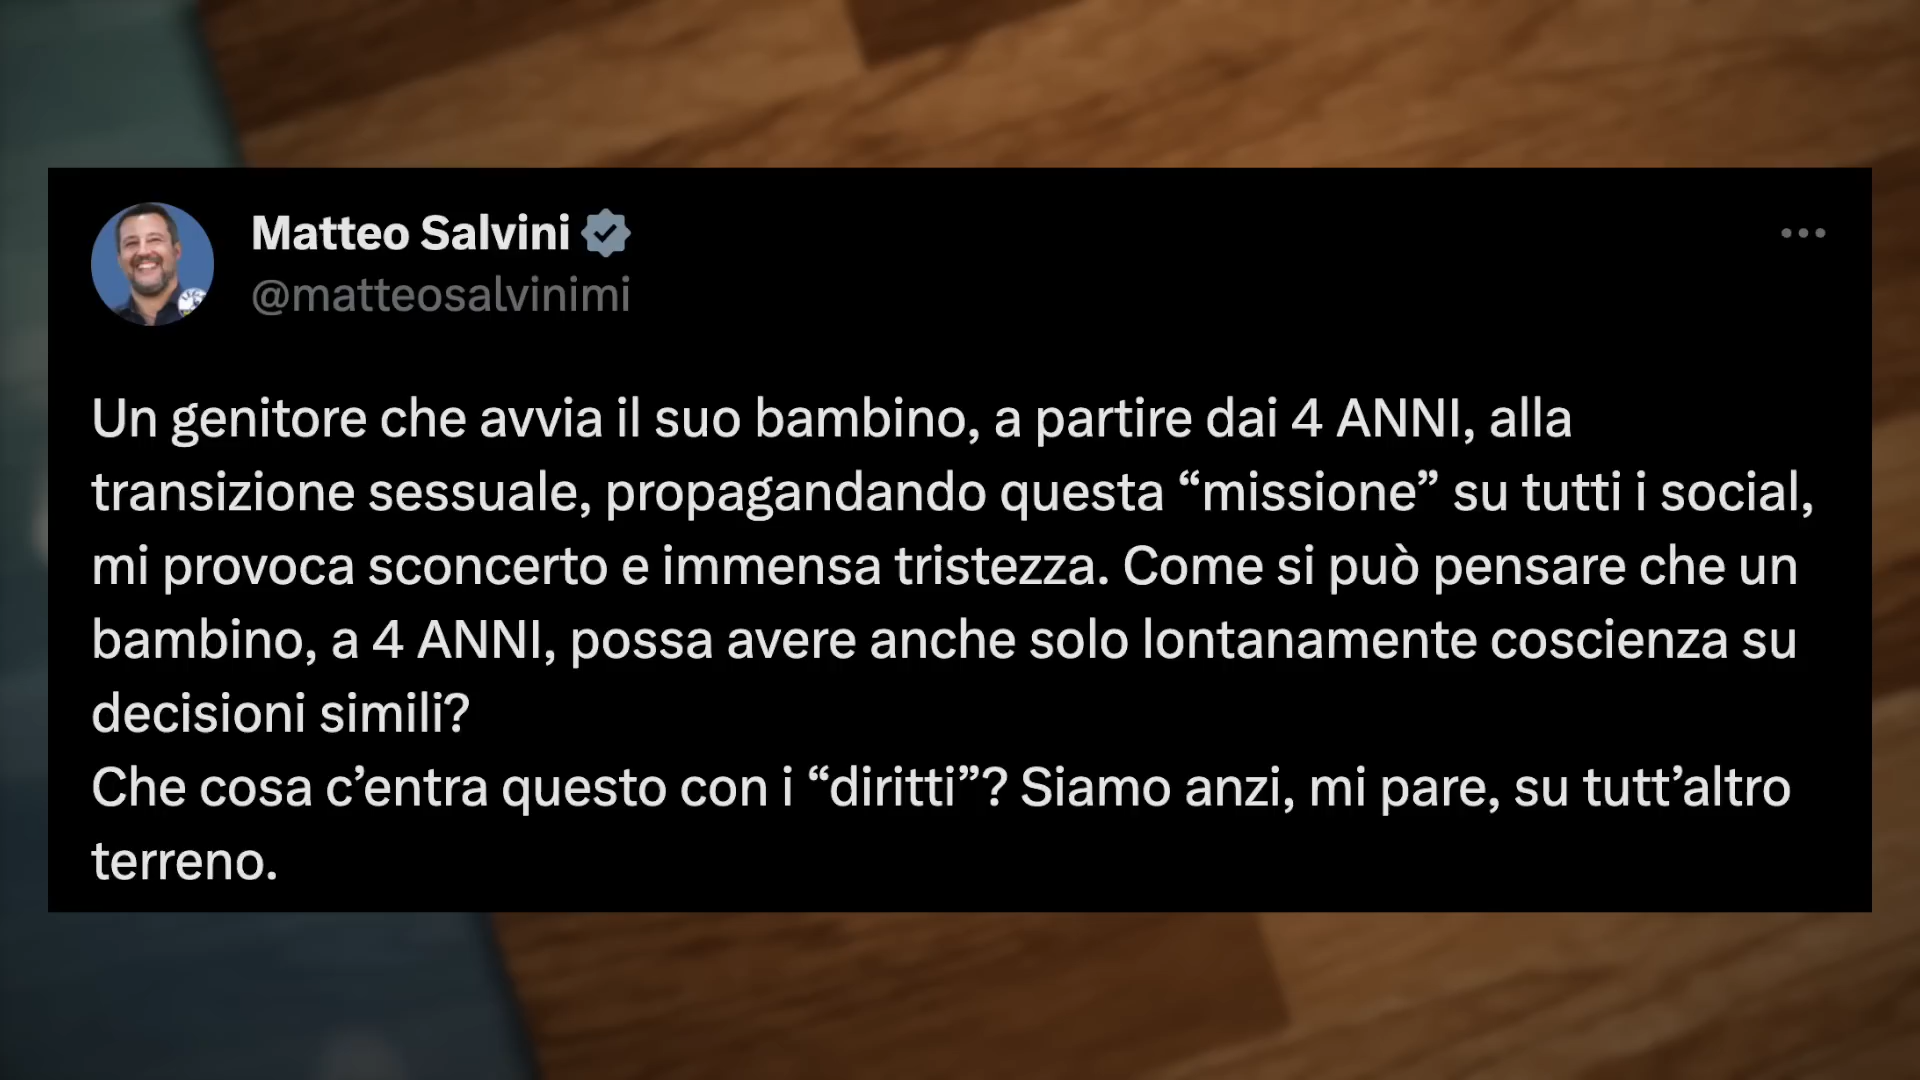 Matteo Salvini
@matteosalvinimi
Un genitore che avvia il suo bambino, a partire dai 4 ANNI, alla
transizione sessuale, propagandando questa “missione” su tutti i social,
mi provoca sconcerto e immensa tristezza. Come si può pensare che un
bambino, a 4 ANNI, possa avere anche solo lontanamente coscienza su
decisioni simili?
Che cosa c’entra questo con i “diritti”? Siamo anzi, mi pare, su tutt’altro
terreno.